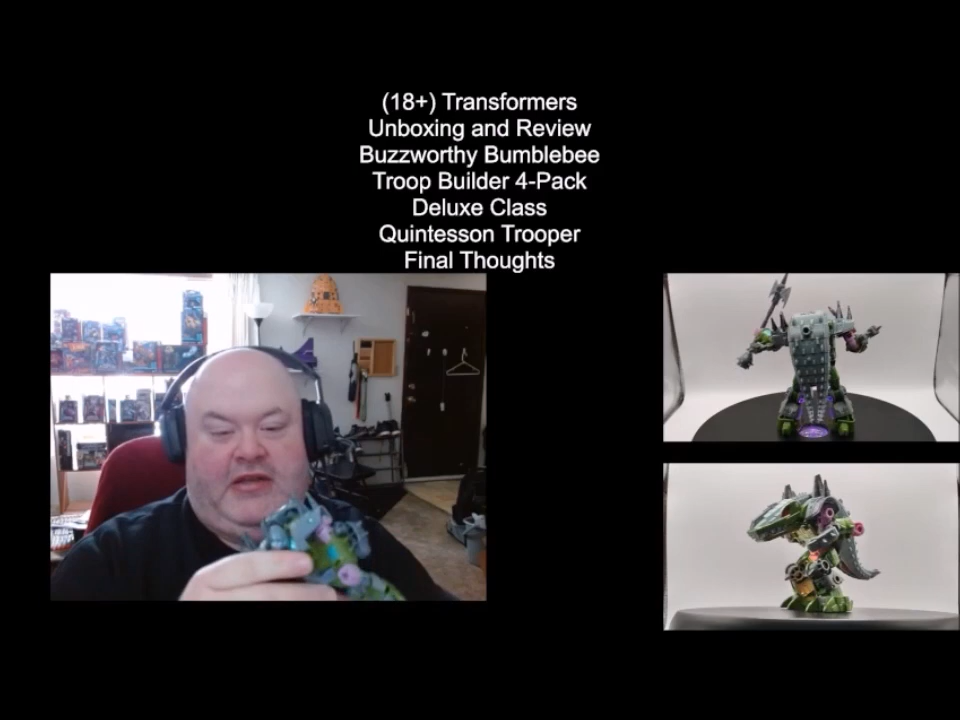 (18+) Transformers
Unboxing and Review
Buzzworthy Bumblebee
Troop Builder 4-Pack
Deluxe Class
Quintesson Trooper
Final Thoughts